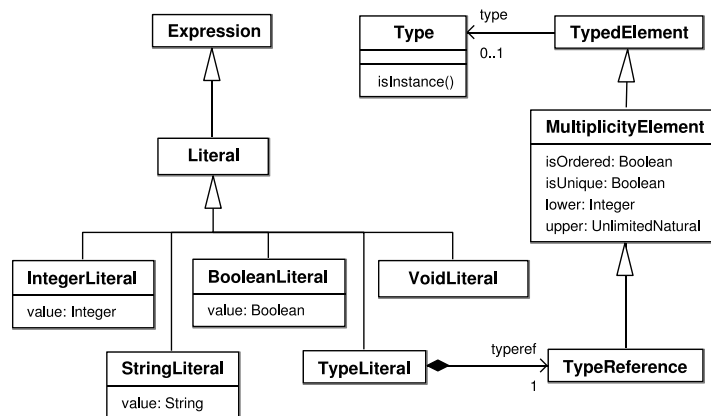 Expression
Type
type
0..1
TypedElement
isInstance()
MultiplicityElement
isOrdered: Boolean
isUnique: Boolean
lower: Integer
upper: UnlimitedNatural
Literal
IntegerLiteral
value: Integer
BooleanLiteral
value: Boolean
VoidLiteral
StringLiteral
value: String
TypeLiteral
typeref
1
TypeReference